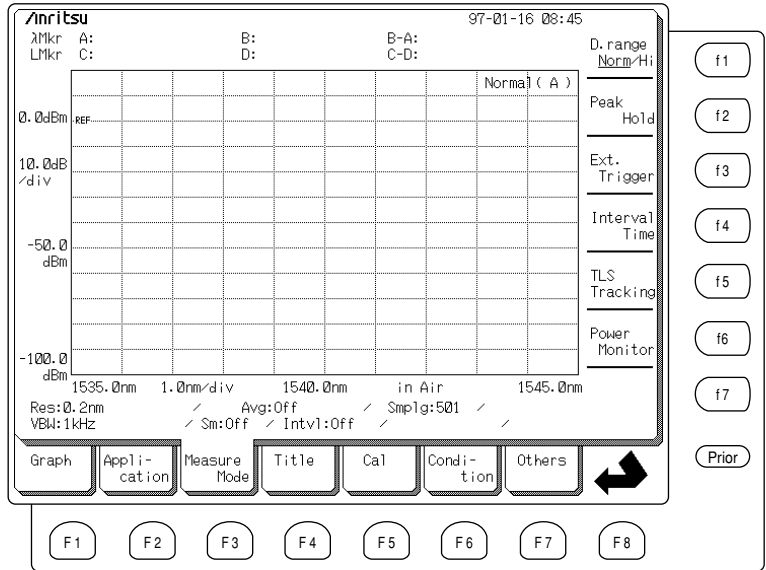 Anritsu 97-01-16 08:45
λMkr A: B: B-A:
LMkr C: D: C-D:
Normal( A )
0.0dBm REF
10.0dB
/div
-50.0
dBm
-100.0
dBm
1535.0nm 1.0nm/div 1540.0nm in Air 1545.0nm
Res:0.2nm / Avg:Off / Smplg:501 /
VBW:1kHz / Sm:Off / Intvl:Off / /
D.range
Norm/Hi
Peak
Hold
Ext.
Trigger
Interval
Time
TLS
Tracking
Power
Monitor
f1
f2
f3
f4
f5
f6
f7
Prior
Graph
Appli-
cation
Measure
Mode
Title
Cal
Condi-
tion
Others
F1 F2 F3 F4 F5 F6 F7 F8